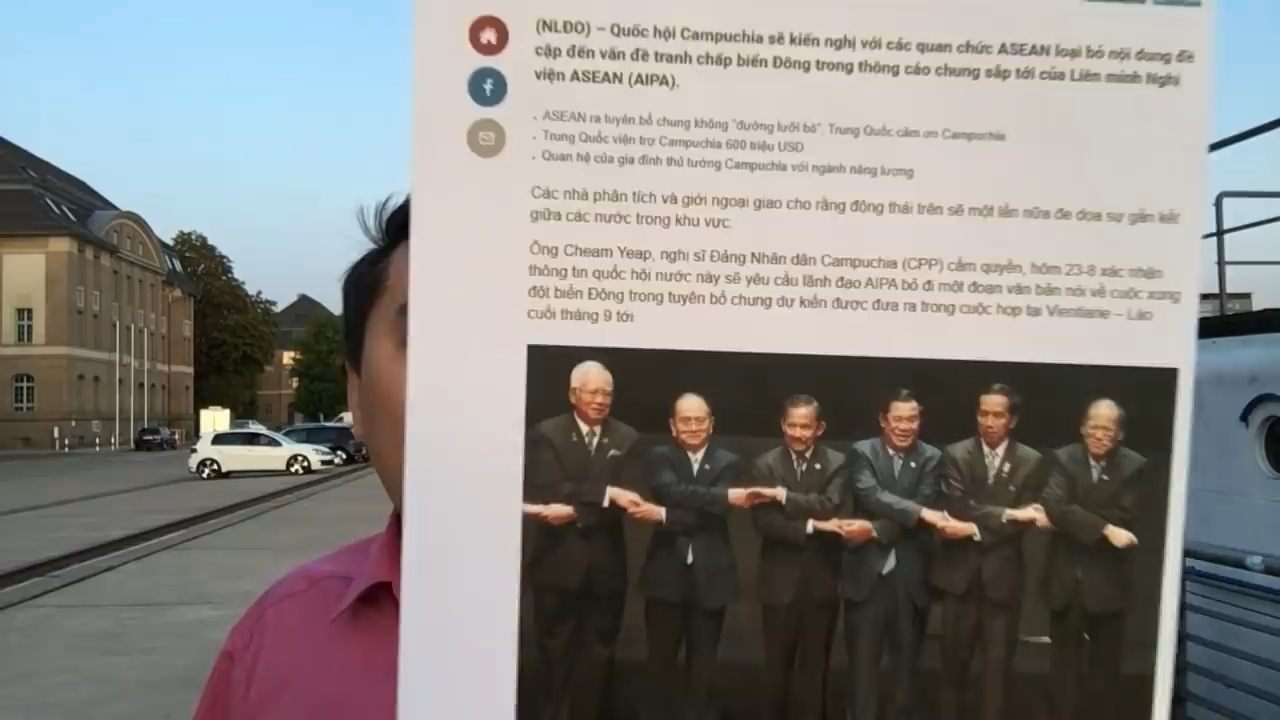 (NLĐO) – Quốc hội Campuchia sẽ kiến nghị với các quan chức ASEAN loại bỏ nội dung đề
cập đến vấn đề tranh chấp biển Đông trong thông cáo chung sắp tới của Liên minh Nghị
viện ASEAN (AIPA).
• ASEAN ra tuyên bố chung không "đường lưỡi bò", Trung Quốc cảm ơn Campuchia
• Trung Quốc viện trợ Campuchia 600 triệu USD
• Quan hệ của gia đình thủ tướng Campuchia với ngành năng lượng
Các nhà phân tích và giới ngoại giao cho rằng động thái trên sẽ một lần nữa đe dọa sự gắn kết
giữa các nước trong khu vực.
Ông Cheam Yeap, nghị sĩ Đảng Nhân dân Campuchia (CPP) cầm quyền, hôm 23-8 xác nhận
thông tin quốc hội nước này sẽ yêu cầu lãnh đạo AIPA bỏ đi một đoạn văn bản nói về cuộc xung
đột biển Đông trong tuyên bố chung dự kiến được đưa ra trong cuộc họp tại Vientiane – Lào
cuối tháng 9 tới